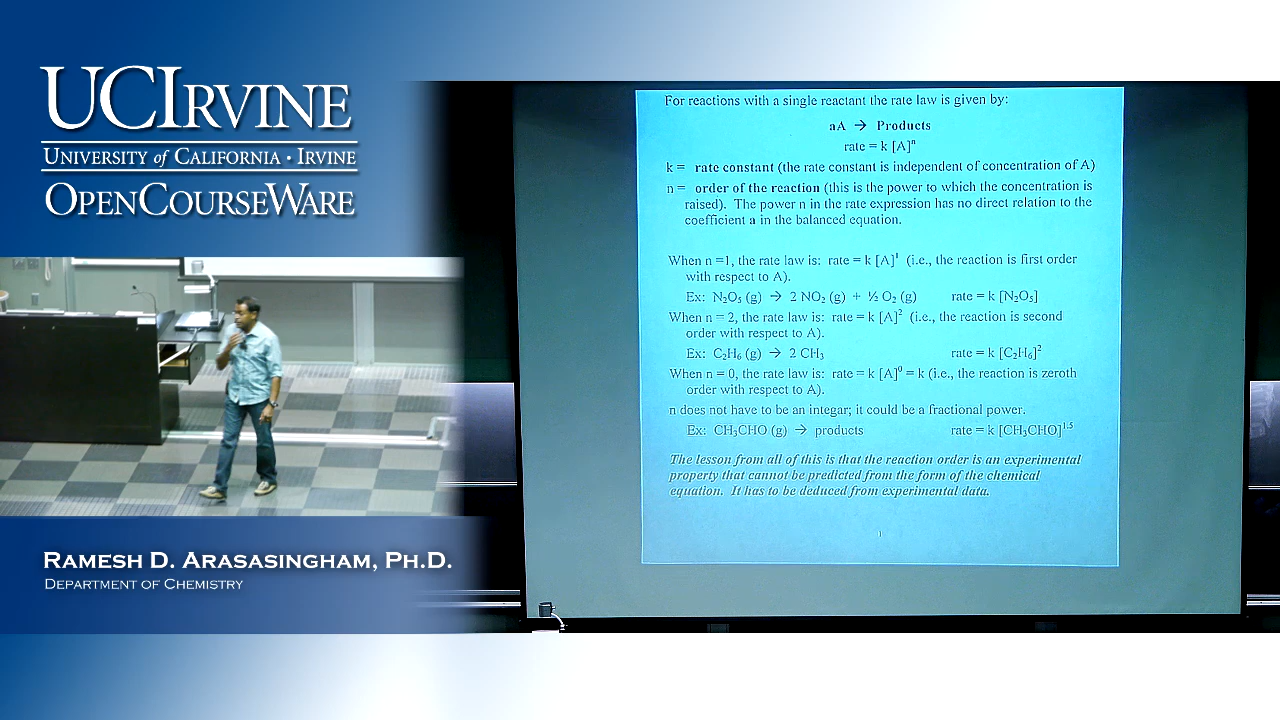 UCIRVINE
UNIVERSITY of CALIFORNIA · IRVINE
OPENCOURSEWARE
RAMESH D. ARASASINGHAM, PH.D.
DEPARTMENT OF CHEMISTRY
For reactions with a single reactant the rate law is given by:
aA → Products
rate = k [A]ⁿ
k = rate constant (the rate constant is independent of concentration of A)
n = order of the reaction (this is the power to which the concentration is
raised). The power n in the rate expression has no direct relation to the
coefficient a in the balanced equation.
When n =1, the rate law is: rate = k [A]¹ (i.e., the reaction is first order
with respect to A).
Ex: N₂O₅ (g) → 2 NO₂ (g) + ½ O₂ (g) rate = k [N₂O₅]
When n = 2, the rate law is: rate = k [A]² (i.e., the reaction is second
order with respect to A).
Ex: C₂H₆ (g) → 2 CH₃ rate = k [C₂H₆]²
When n = 0, the rate law is: rate = k [A]⁰ = k (i.e., the reaction is zeroth
order with respect to A).
n does not have to be an integar; it could be a fractional power.
Ex: CH₃CHO (g) → products rate = k [CH₃CHO]¹·⁵
The lesson from all of this is that the reaction order is an experimental
property that cannot be predicted from the form of the chemical
equation. It has to be deduced from experimental data.
1